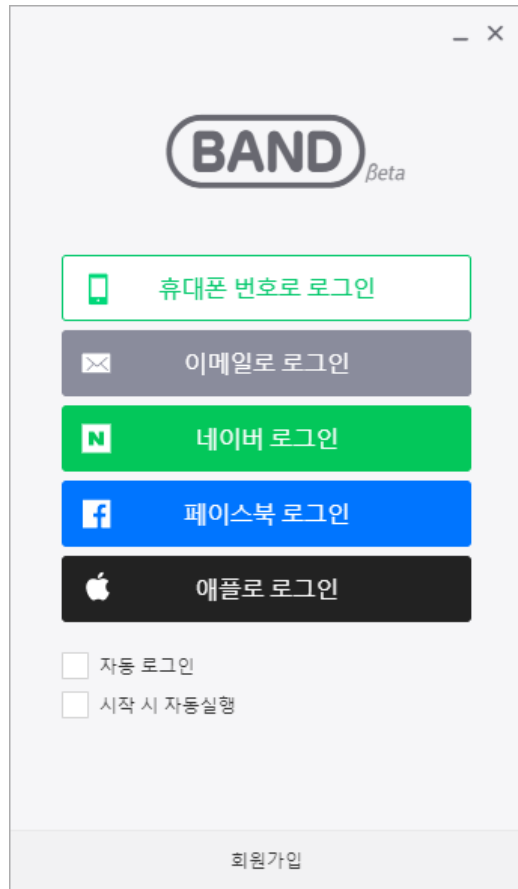 BAND βeta
휴대폰 번호로 로그인
이메일로 로그인
네이버 로그인
페이스북 로그인
애플로 로그인
자동 로그인
시작 시 자동실행
회원가입